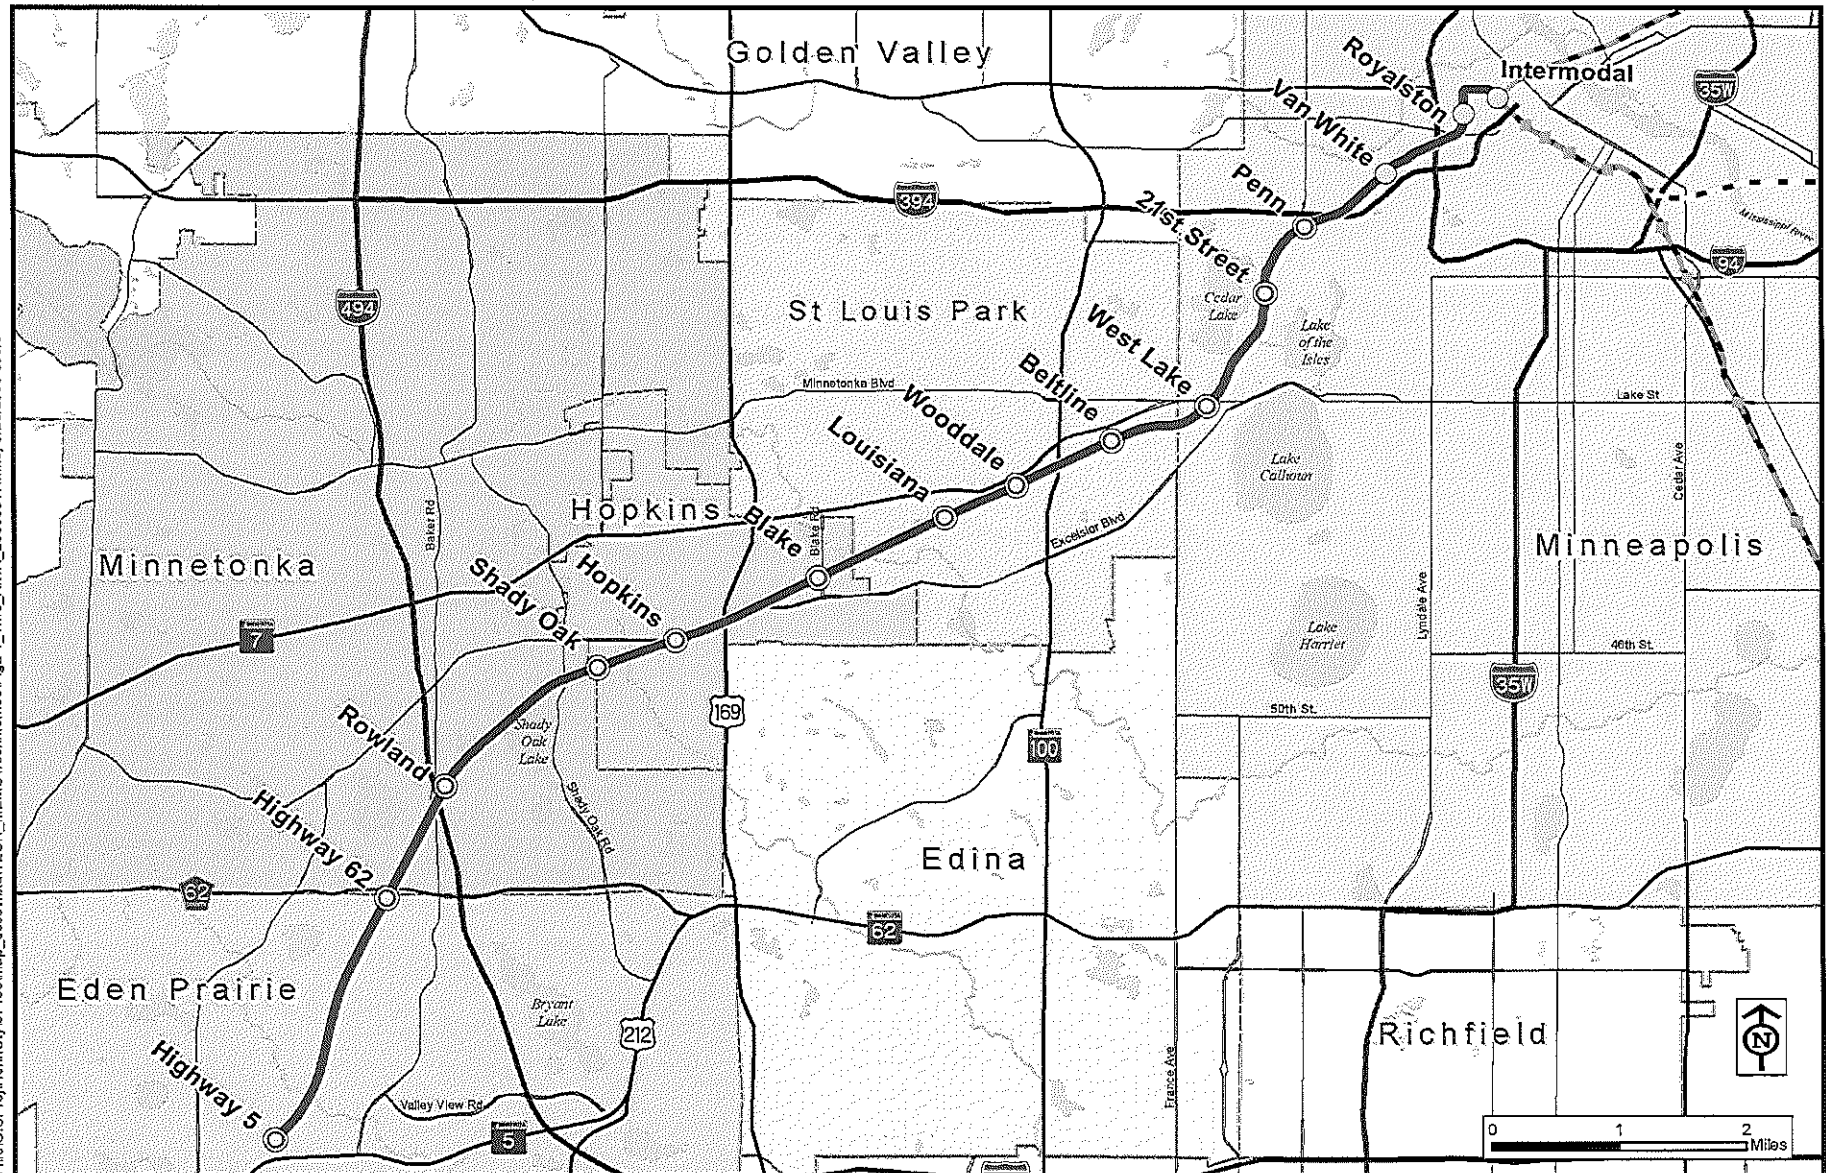 Golden Valley
Royalston
Intermodal
35W
Van White
Penn
394
21st Street
Mississippi River
94
494
St Louis Park
Cedar
Lake
Lake
of the
Isles
West Lake
Beltline
Minnetonka Blvd
Wooddale
Lake St
Louisiana
Lake
Calhoun
Cedar Ave
Hopkins
Baker Rd
Blake
Blake Rd
Excelsior Blvd
Minnetonka
Minneapolis
Shady Oak
Hopkins
Lyndale Ave
7
Lake
Harriet
46th St.
35W
Rowland
Shady
Oak
Lake
169
50th St.
100
Highway 62
Shady Oak Rd
Edina
62
62
Eden Prairie
Bryant
Lake
212
Richfield
N
Highway 5
France Ave
Valley View Rd
5
0 1 2
Miles